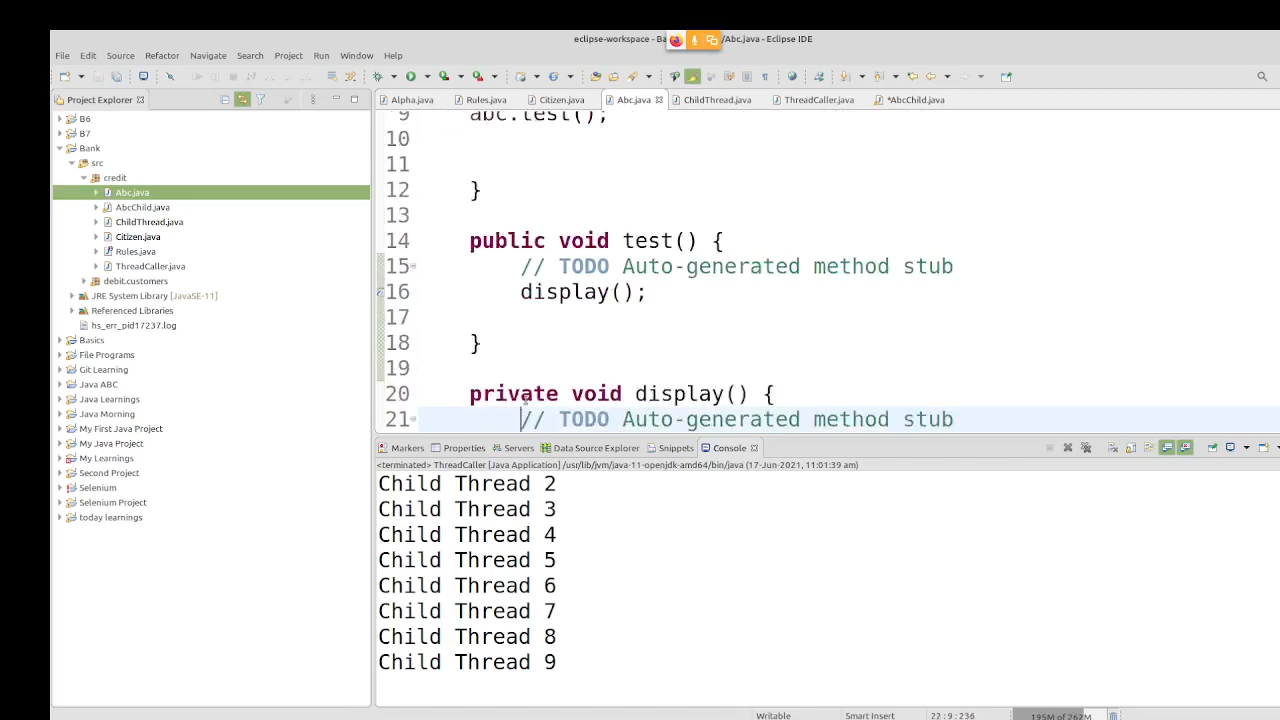 eclipse-workspace - Ba /Abc.java - Eclipse IDE
File Edit Source Refactor Navigate Search Project Run Window Help
Project Explorer
Alpha.java Rules.java Citizen.java Abc.java ChildThread.java ThreadCaller.java *AbcChild.java
B6
B7
Bank
src
credit
Abc.java
AbcChild.java
ChildThread.java
Citizen.java
Rules.java
ThreadCaller.java
debit.customers
JRE System Library [JavaSE-11]
Referenced Libraries
hs_err_pid17237.log
Basics
File Programs
Git Learning
Java ABC
Java Learnings
Java Morning
My First Java Project
My Java Project
My Learnings
Second Project
Selenium
Selenium Project
today learnings
9 abc.test();
10
11
12 }
13
14 public void test() {
15 // TODO Auto-generated method stub
16 display();
17
18 }
19
20 private void display() {
21 // TODO Auto-generated method stub
Markers Properties Servers Data Source Explorer Snippets Console
<terminated> ThreadCaller [Java Application] /usr/lib/jvm/java-11-openjdk-amd64/bin/java (17-Jun-2021, 11:01:39 am)
Child Thread 2
Child Thread 3
Child Thread 4
Child Thread 5
Child Thread 6
Child Thread 7
Child Thread 8
Child Thread 9
Writable Smart Insert 22 : 9 : 236 195M of 262M